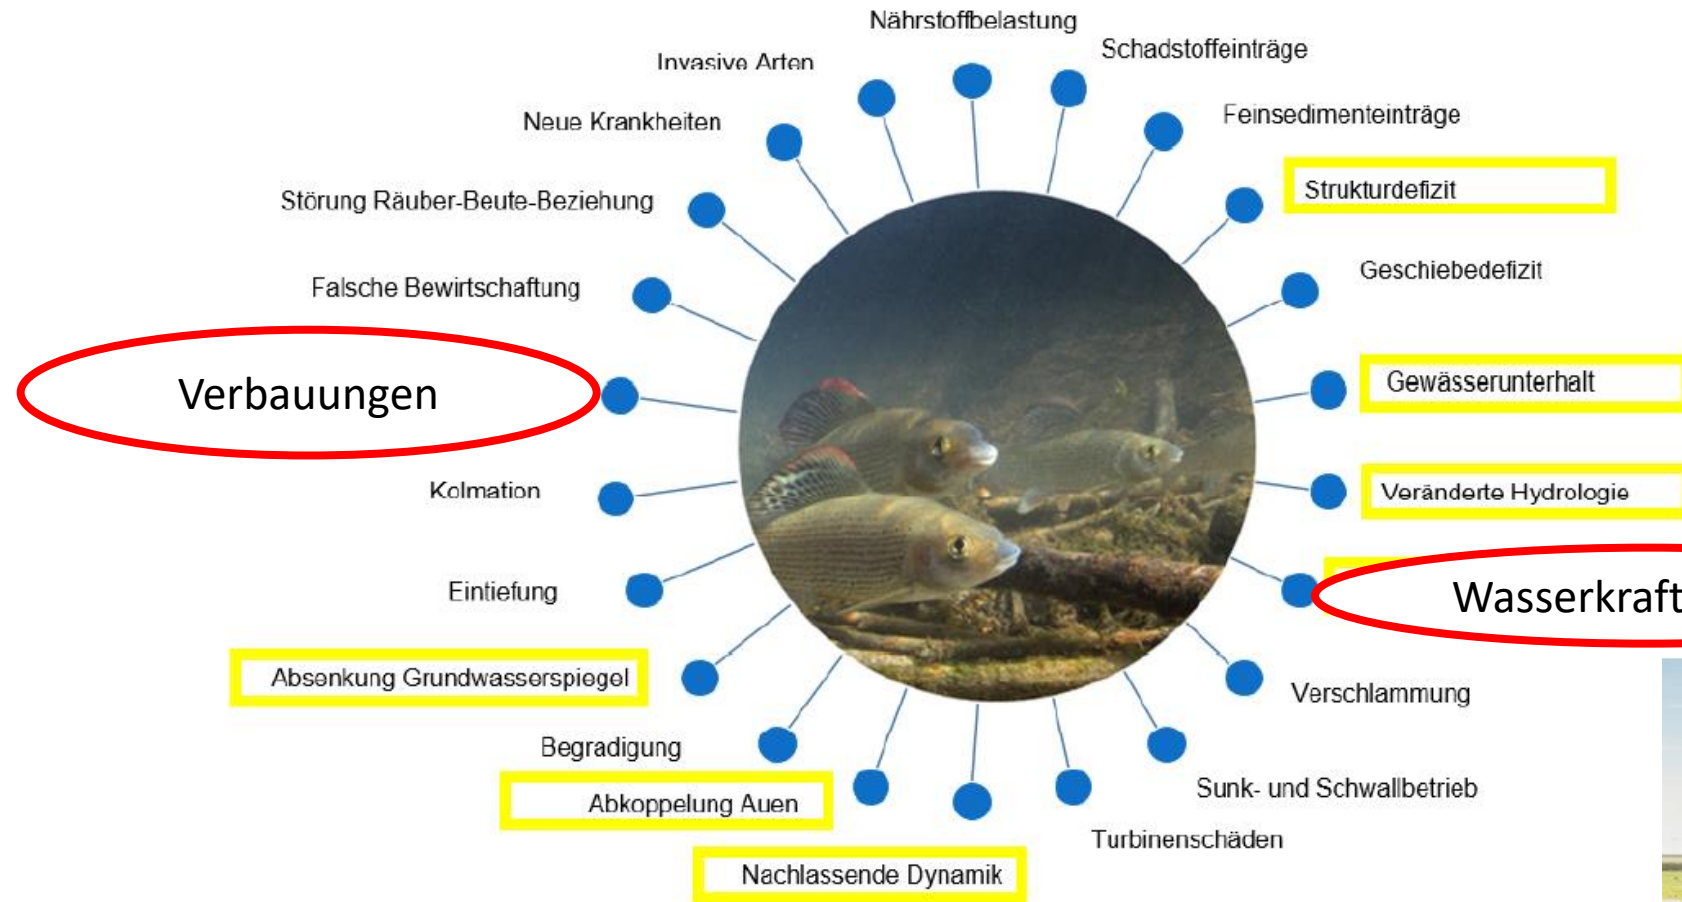 Nährstoffbelastung
Schadstoffeinträge
Invasive Arten
Feinsedimenteinträge
Neue Krankheiten
Strukturdefizit
Störung Räuber-Beute-Beziehung
Geschiebedefizit
Falsche Bewirtschaftung
Gewässerunterhalt
Verbauungen
Veränderte Hydrologie
Kolmation
Wasserkraft
Eintiefung
Absenkung Grundwasserspiegel
Verschlammung
Begradigung
Sunk- und Schwallbetrieb
Abkoppelung Auen
Turbinenschäden
Nachlassende Dynamik